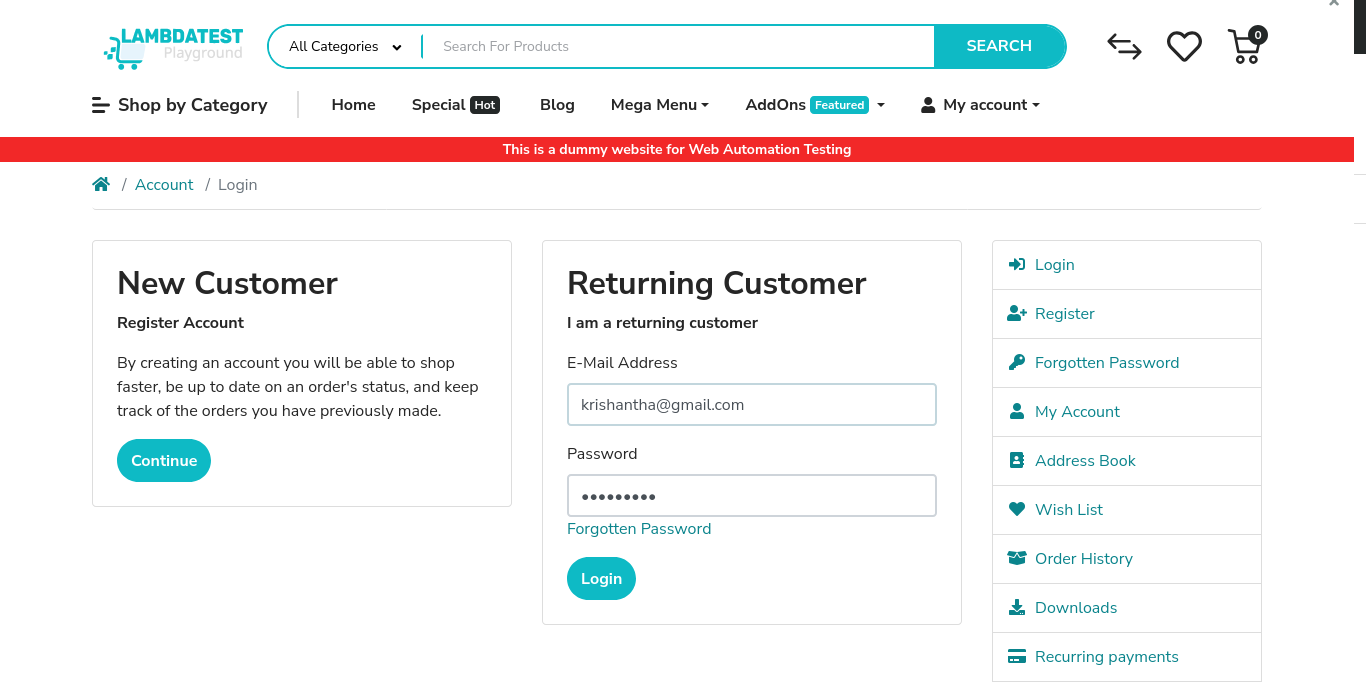 LAMBDATEST
Playground
All Categories
Search For Products
SEARCH
0
Shop by Category
Home
Special Hot
Blog
Mega Menu
AddOns Featured
My account
This is a dummy website for Web Automation Testing
/ Account / Login
New Customer
Register Account
By creating an account you will be able to shop
faster, be up to date on an order's status, and keep
track of the orders you have previously made.
Continue
Returning Customer
I am a returning customer
E-Mail Address
krishantha@gmail.com
Password
•••••••••
Forgotten Password
Login
Login
Register
Forgotten Password
My Account
Address Book
Wish List
Order History
Downloads
Recurring payments